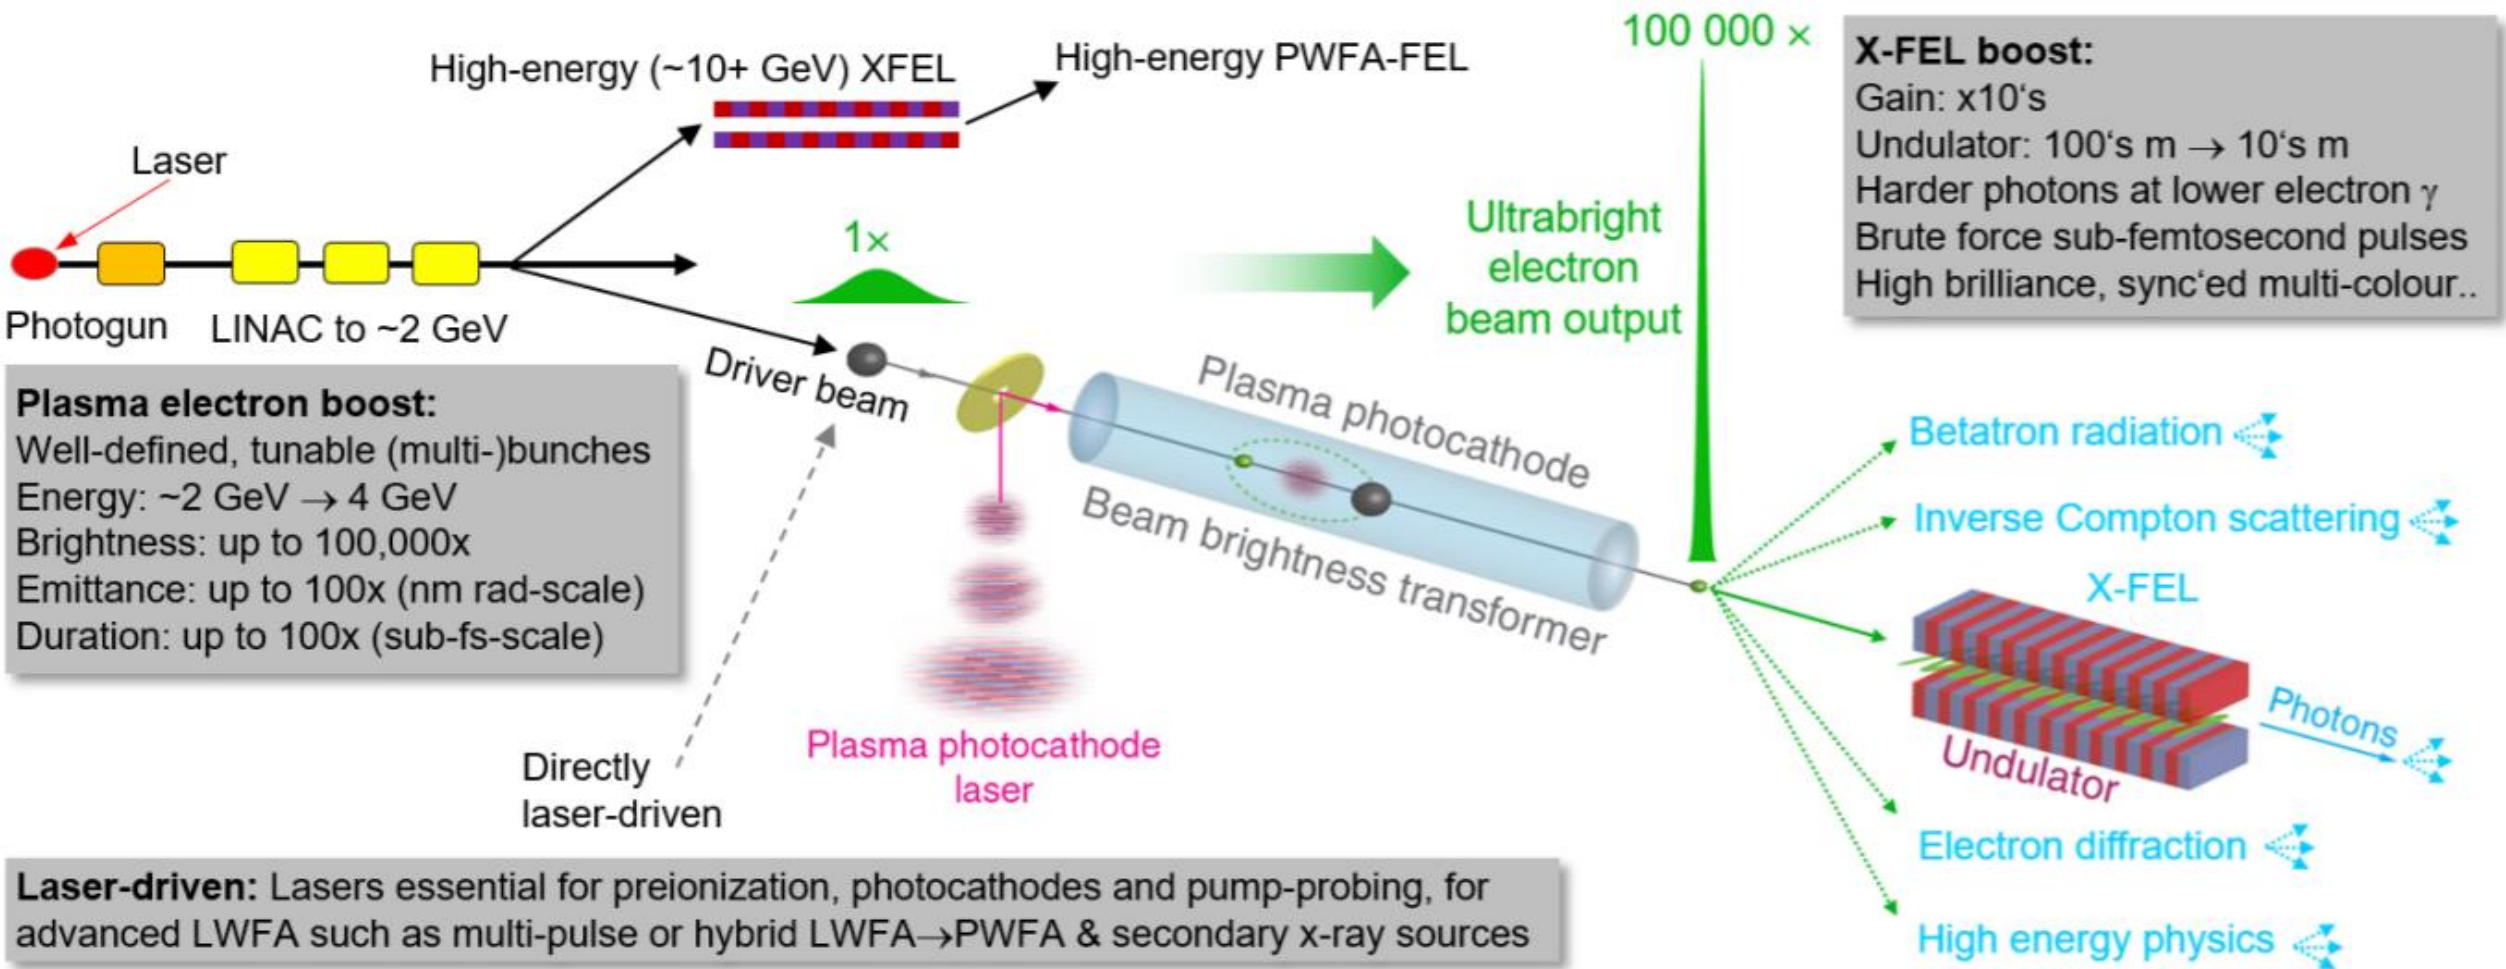 High-energy (~10+ GeV) XFEL
High-energy PWFA-FEL
100 000 ×
Laser
Photogun
LINAC to ~2 GeV
1×
Driver beam
Ultrabright
electron
beam output
X-FEL boost:
Gain: x10‘s
Undulator: 100‘s m → 10‘s m
Harder photons at lower electron γ
Brute force sub-femtosecond pulses
High brilliance, sync‘ed multi-colour..
Plasma electron boost:
Well-defined, tunable (multi-)bunches
Energy: ~2 GeV → 4 GeV
Brightness: up to 100,000x
Emittance: up to 100x (nm rad-scale)
Duration: up to 100x (sub-fs-scale)
Plasma photocathode
Beam brightness transformer
Directly
laser-driven
Plasma photocathode
laser
Betatron radiation
Inverse Compton scattering
X-FEL
Undulator
Photons
Electron diffraction
High energy physics
Laser-driven: Lasers essential for preionization, photocathodes and pump-probing, for
advanced LWFA such as multi-pulse or hybrid LWFA→PWFA & secondary x-ray sources